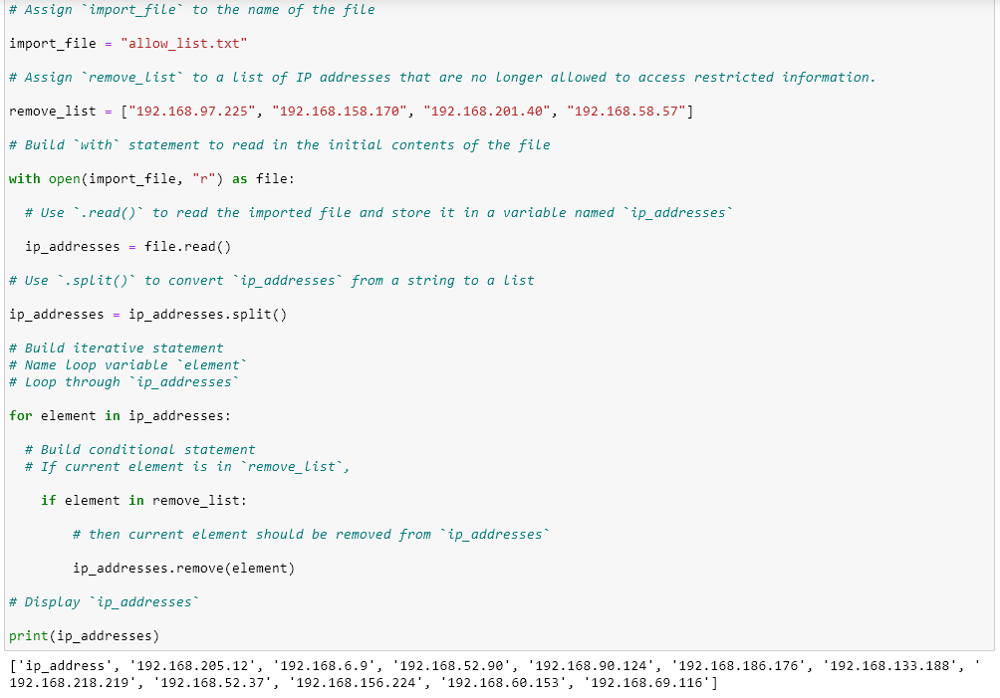 # Assign `import_file` to the name of the file
import_file = "allow_list.txt"
# Assign `remove_list` to a list of IP addresses that are no longer allowed to access restricted information.
remove_list = ["192.168.97.225", "192.168.158.170", "192.168.201.40", "192.168.58.57"]
# Build `with` statement to read in the initial contents of the file
with open(import_file, "r") as file:
  # Use `.read()` to read the imported file and store it in a variable named `ip_addresses`
  ip_addresses = file.read()
# Use `.split()` to convert `ip_addresses` from a string to a list
ip_addresses = ip_addresses.split()
# Build iterative statement
# Name loop variable `element`
# Loop through `ip_addresses`
for element in ip_addresses:
  # Build conditional statement
  # If current element is in `remove_list`,
    if element in remove_list:
        # then current element should be removed from `ip_addresses`
        ip_addresses.remove(element)
# Display `ip_addresses`
print(ip_addresses)
['ip_address', '192.168.205.12', '192.168.6.9', '192.168.52.90', '192.168.90.124', '192.168.186.176', '192.168.133.188', '
192.168.218.219', '192.168.52.37', '192.168.156.224', '192.168.60.153', '192.168.69.116']